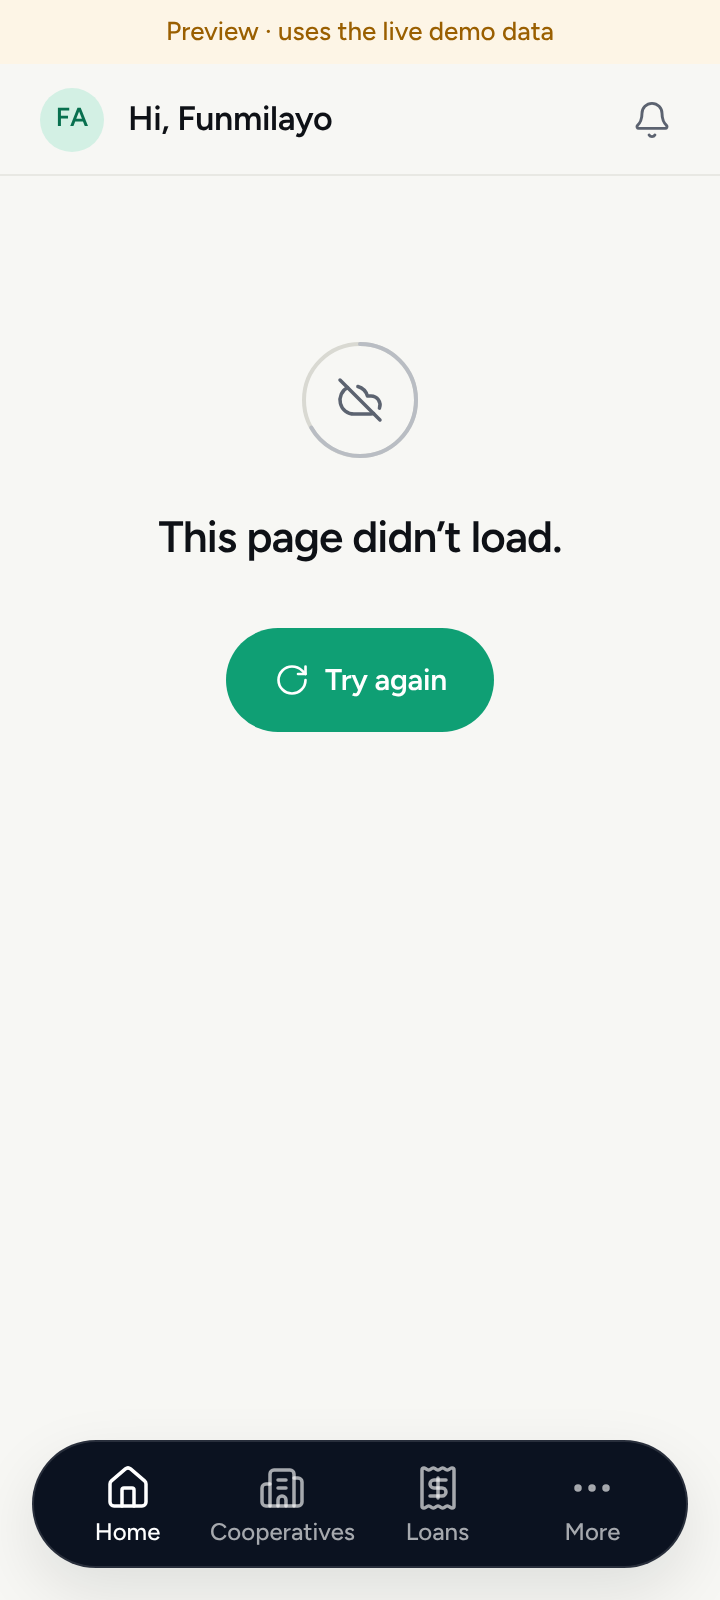 Preview · uses the live demo data
FA
Hi, Funmilayo
This page didn’t load.
Try again
Home
Cooperatives
Loans
More